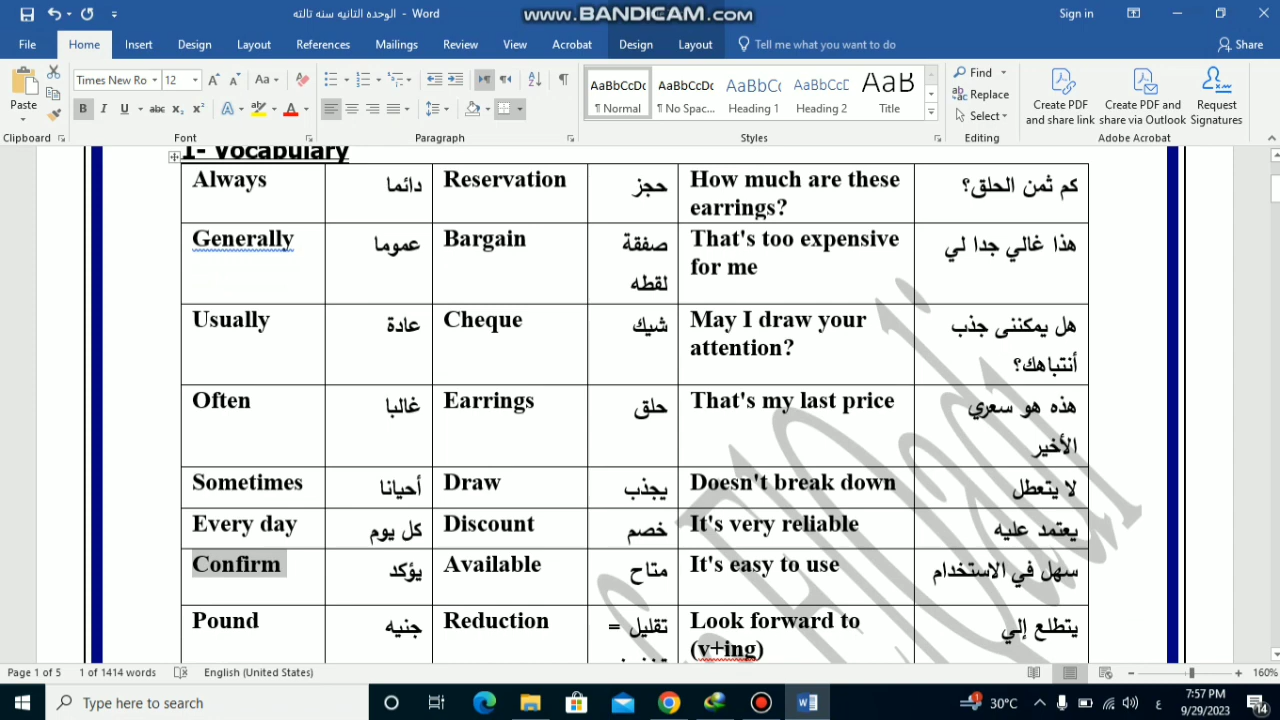 الوحده الثانيه سنه تالته - Word
www.BANDICAM.com
Sign in
File Home Insert Design Layout References Mailings Review View Acrobat Design Layout Tell me what you want to do Share
Paste
Times New Ro 12
Find
Replace
Select
AaBbCcDc AaBbCcDc AaBbCcC AaBbCcC AaB
¶ Normal ¶ No Spac... Heading 1 Heading 2 Title
Create PDF and share link
Create PDF and share via Outlook
Request Signatures
Clipboard Font Paragraph Styles Editing Adobe Acrobat
1- Vocabulary
Always دائما Reservation حجز How much are these كم ثمن الحلق؟
earrings?
Generally عموما Bargain صفقة That's too expensive هذا غالي جدا لي
لقطه for me
Usually عادة Cheque شيك May I draw your هل يمكننى جذب
attention? أنتباهك؟
Often غالبا Earrings حلق That's my last price هذه هو سعري
الأخير
Sometimes أحيانا Draw يجذب Doesn't break down لا يتعطل
Every day كل يوم Discount خصم It's very reliable يعتمد عليه
Confirm يؤكد Available متاح It's easy to use سهل في الاستخدام
Pound جنيه Reduction تقليل = Look forward to يتطلع إلي
(v+ing)
Page 1 of 5 1 of 1414 words English (United States) 160%
Type here to search
30°C
ع
7:57 PM
9/29/2023
14